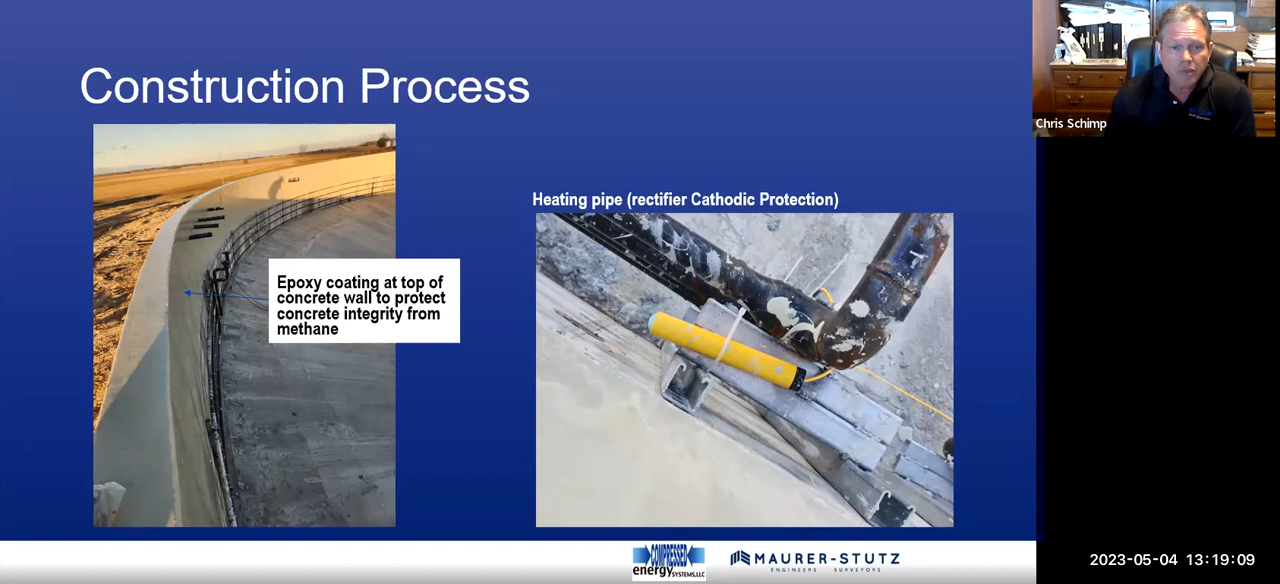 Construction Process
Chris Schimp
Heating pipe (rectifier Cathodic Protection)
Epoxy coating at top of
concrete wall to protect
concrete integrity from
methane
COMPRESSED
energy SYSTEMS, LLC
MAURER-STUTZ
ENGINEERS SURVEYORS
2023-05-04 13:19:09